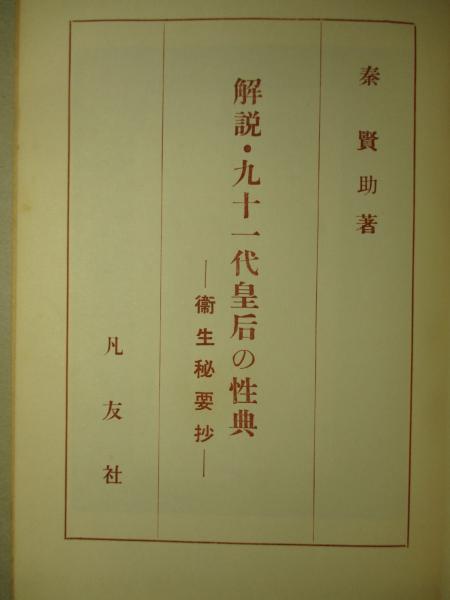 秦賢助著
解説・九十一代皇后の性典
―衞生秘要抄―
凡友社